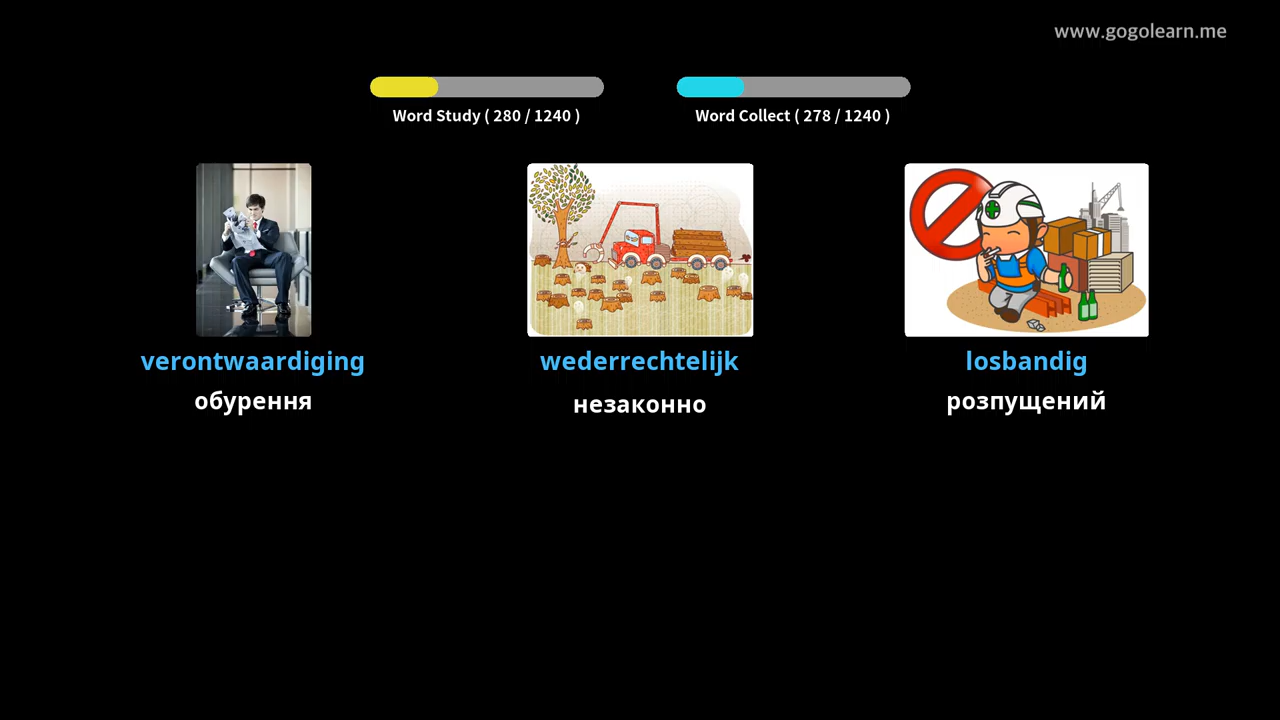 www.gogolearn.me
Word Study ( 280 / 1240 )
Word Collect ( 278 / 1240 )
verontwaardiging
wederrechtelijk
losbandig
обурення
незаконно
розпущений